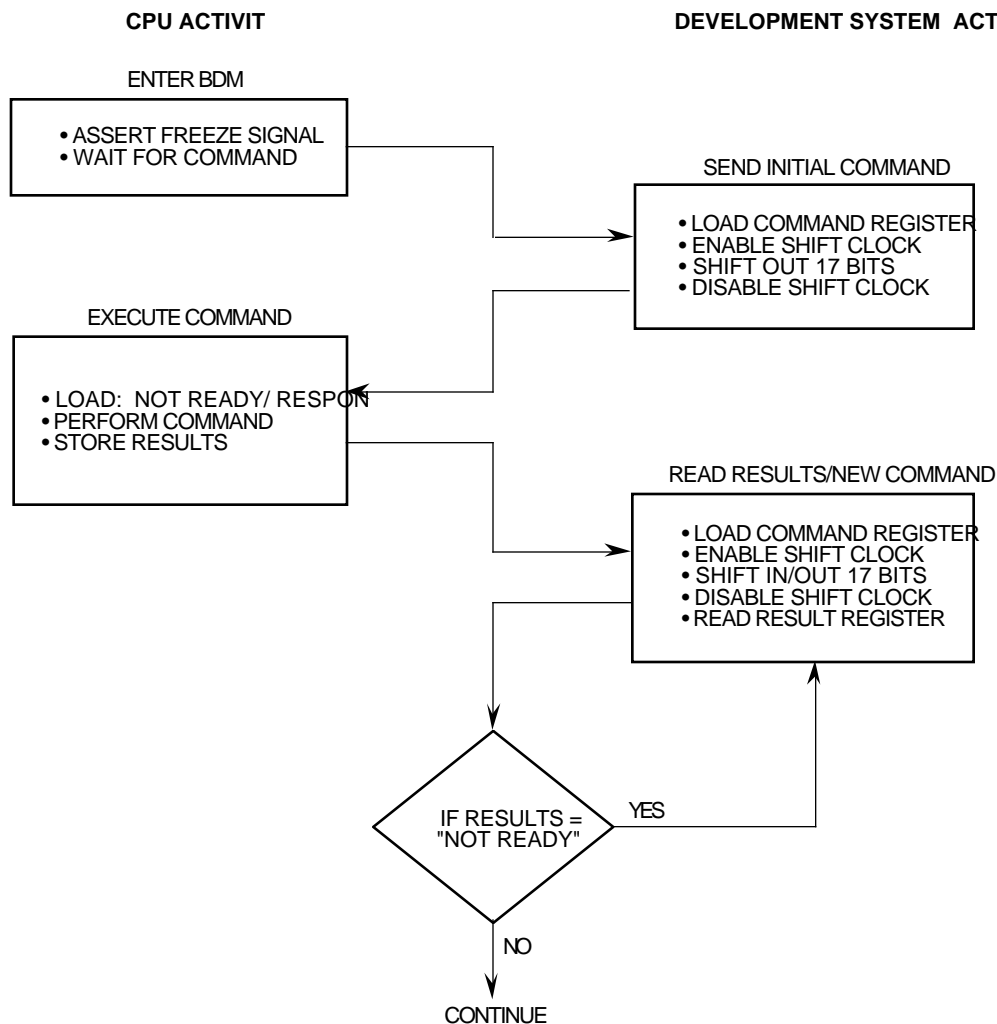 CPU ACTIVIT
DEVELOPMENT SYSTEM ACT
ENTER BDM
• ASSERT FREEZE SIGNAL
• WAIT FOR COMMAND
SEND INITIAL COMMAND
• LOAD COMMAND REGISTER
• ENABLE SHIFT CLOCK
• SHIFT OUT 17 BITS
• DISABLE SHIFT CLOCK
EXECUTE COMMAND
• LOAD: NOT READY/ RESPON
• PERFORM COMMAND
• STORE RESULTS
READ RESULTS/NEW COMMAND
• LOAD COMMAND REGISTER
• ENABLE SHIFT CLOCK
• SHIFT IN/OUT 17 BITS
• DISABLE SHIFT CLOCK
• READ RESULT REGISTER
IF RESULTS =
"NOT READY"
YES
NO
CONTINUE